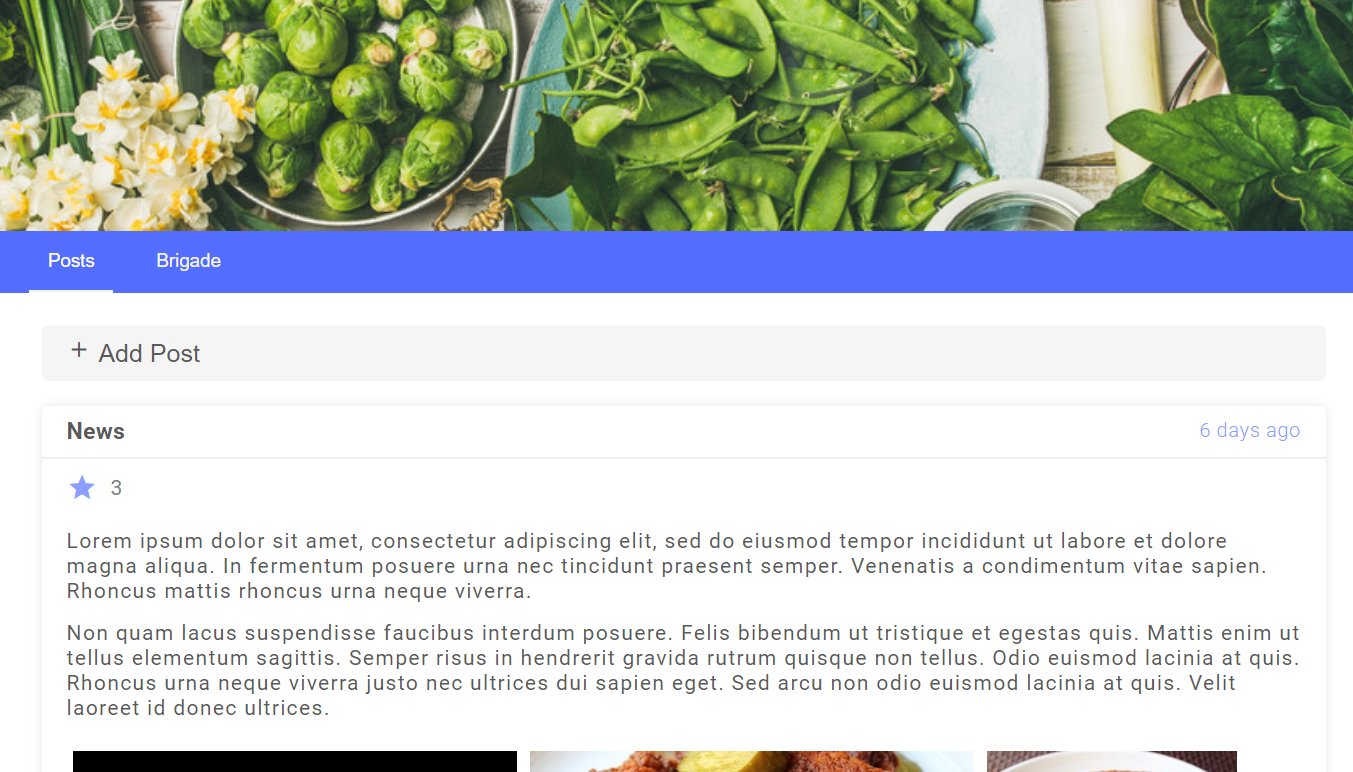 Posts Brigade
+ Add Post
News 6 days ago
3
Lorem ipsum dolor sit amet, consectetur adipiscing elit, sed do eiusmod tempor incididunt ut labore et dolore
magna aliqua. In fermentum posuere urna nec tincidunt praesent semper. Venenatis a condimentum vitae sapien.
Rhoncus mattis rhoncus urna neque viverra.
Non quam lacus suspendisse faucibus interdum posuere. Felis bibendum ut tristique et egestas quis. Mattis enim ut
tellus elementum sagittis. Semper risus in hendrerit gravida rutrum quisque non tellus. Odio euismod lacinia at quis.
Rhoncus urna neque viverra justo nec ultrices dui sapien eget. Sed arcu non odio euismod lacinia at quis. Velit
laoreet id donec ultrices.